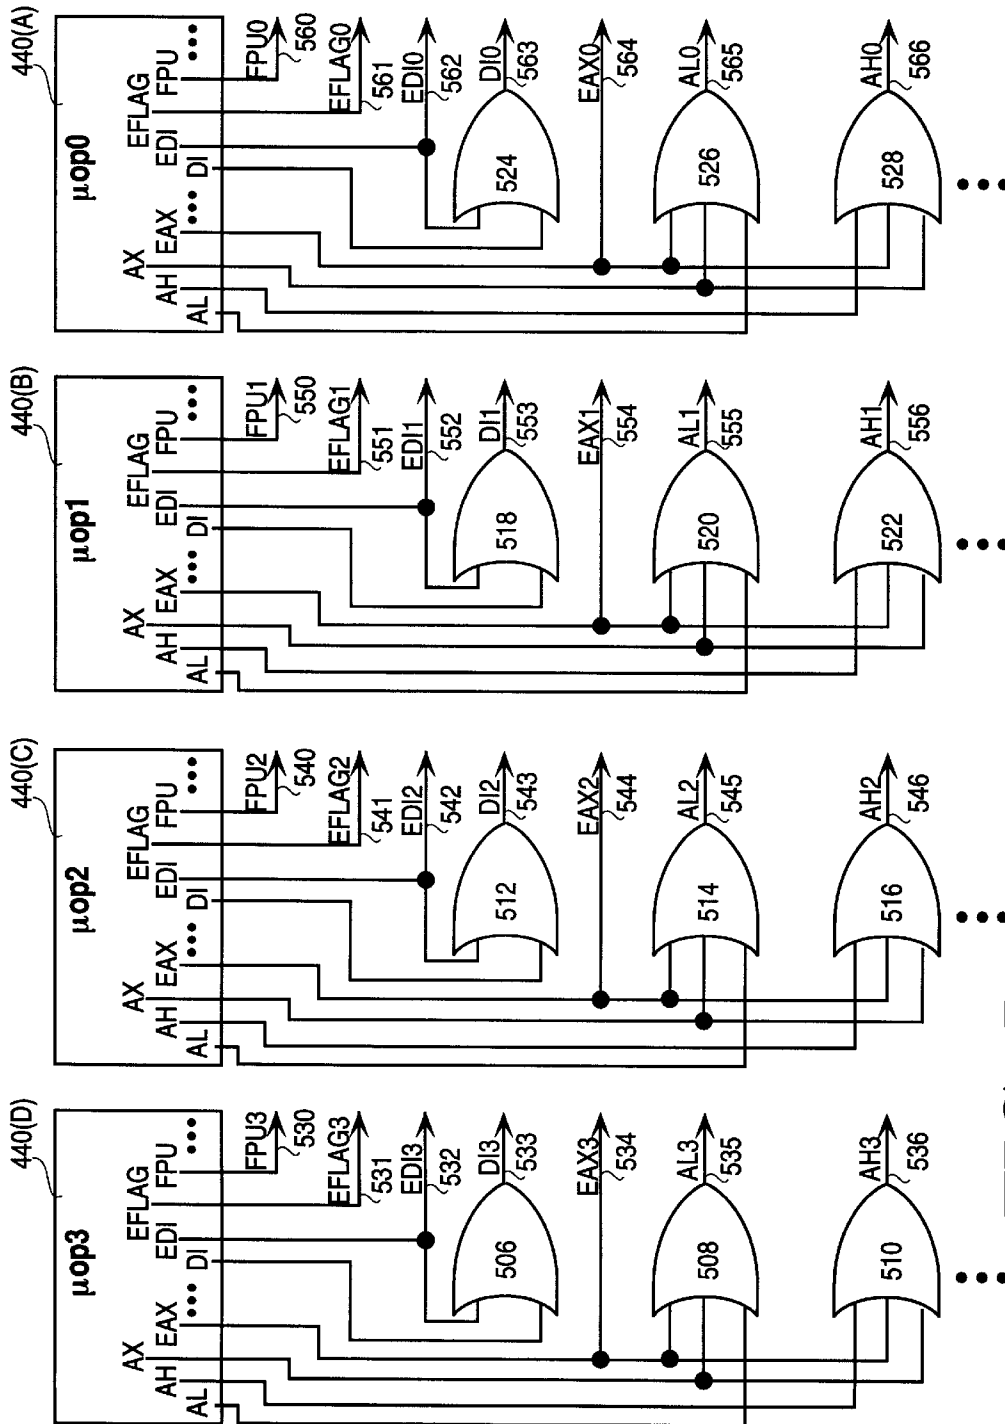 440(D)
μop3
AL
AH
AX
EAX
•••
DI
EDI
EFLAG
FPU
•••
FPU3
530
EFLAG3
531
EDI3
532
506
DI3
533
EAX3
534
508
AL3
535
510
AH3
536
•••
440(C)
μop2
AL
AH
AX
EAX
•••
DI
EDI
EFLAG
FPU
•••
FPU2
540
EFLAG2
541
EDI2
542
512
DI2
543
EAX2
544
514
AL2
545
516
AH2
546
•••
440(B)
μop1
AL
AH
AX
EAX
•••
DI
EDI
EFLAG
FPU
•••
FPU1
550
EFLAG1
551
EDI1
552
518
DI1
553
EAX1
554
520
AL1
555
522
AH1
556
•••
440(A)
μop0
AL
AH
AX
EAX
•••
DI
EDI
EFLAG
FPU
•••
FPU0
560
EFLAG0
561
EDI0
562
524
DI0
563
EAX0
564
526
AL0
565
528
AH0
566
•••